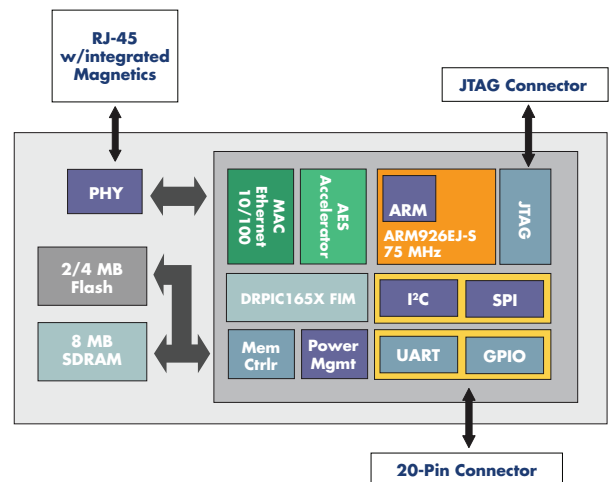 RJ-45
w/integrated
Magnetics
JTAG Connector
PHY
MAC
Ethernet
10/100
AES
Accelerator
ARM
ARM926EJ-S
75 MHz
JTAG
2/4 MB
Flash
DRPIC165X FIM
I²C
SPI
8 MB
SDRAM
Mem
Ctrlr
Power
Mgmt
UART
GPIO
20-Pin Connector